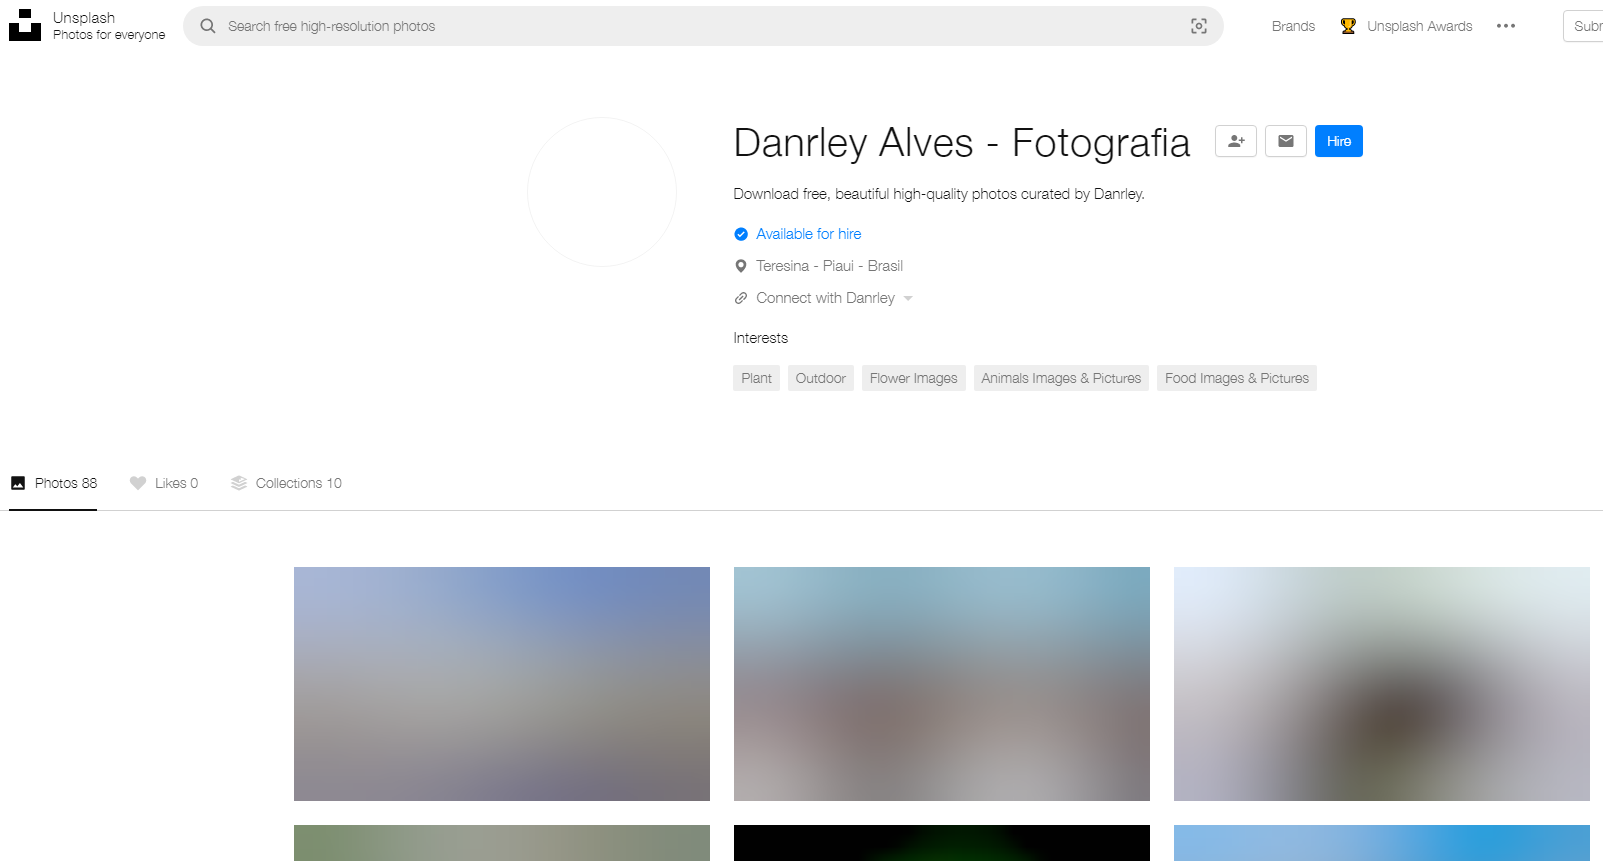 Unsplash
Photos for everyone
Search free high-resolution photos
Brands
Unsplash Awards
Danrley Alves - Fotografia
Hire
Download free, beautiful high-quality photos curated by Danrley.
Available for hire
Teresina - Piaui - Brasil
Connect with Danrley
Interests
Plant Outdoor Flower Images Animals Images & Pictures Food Images & Pictures
Photos 88 Likes 0 Collections 10